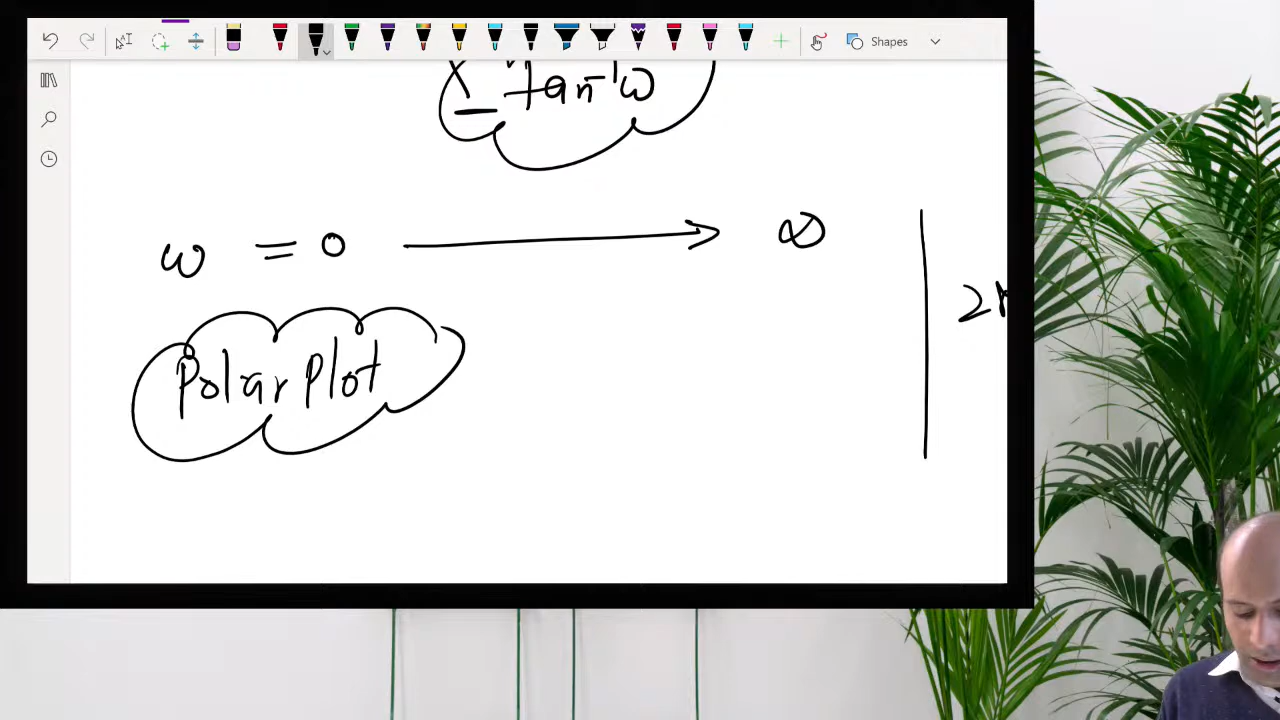 Shapes
tan⁻¹ω
ω = 0 → ∞
Polar Plot